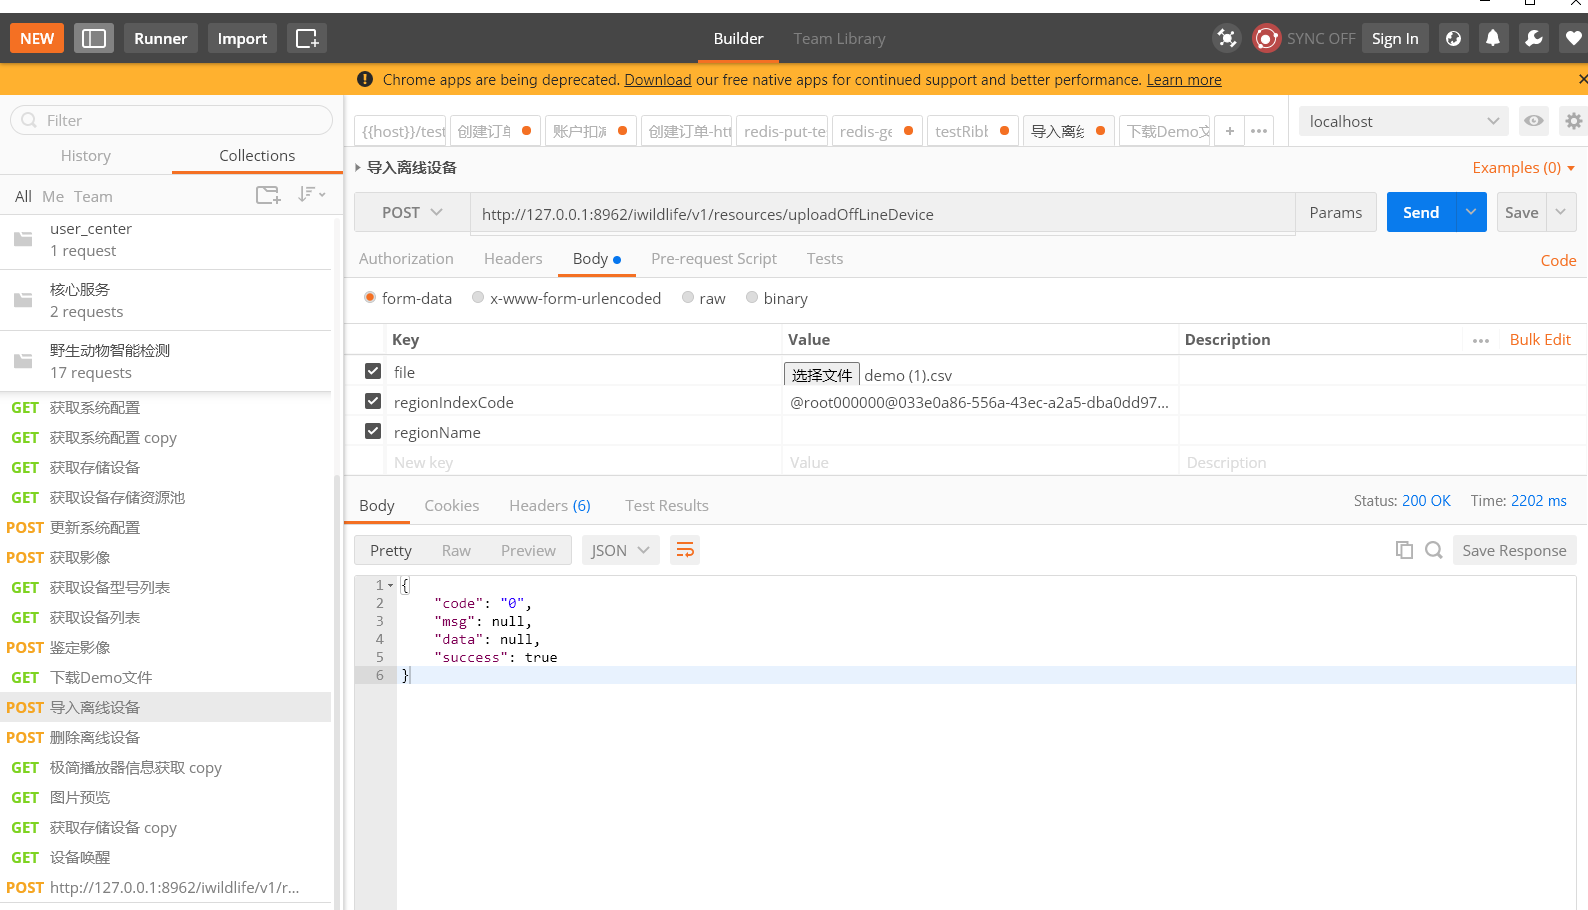 NEW Runner Import Builder Team Library SYNC OFF Sign In
Chrome apps are being deprecated. Download our free native apps for continued support and better performance. Learn more
Filter
History Collections
All Me Team
user_center
1 request
核心服务
2 requests
野生动物智能检测
17 requests
GET 获取系统配置
GET 获取系统配置 copy
GET 获取存储设备
GET 获取设备存储资源池
POST 更新系统配置
POST 获取影像
GET 获取设备型号列表
GET 获取设备列表
POST 鉴定影像
GET 下载Demo文件
POST 导入离线设备
POST 删除离线设备
GET 极简播放器信息获取 copy
GET 图片预览
GET 获取存储设备 copy
GET 设备唤醒
POST http://127.0.0.1:8962/iwildlife/v1/r...
{{host}}/test 创建订单 账户扣减 创建订单-htt redis-put-te redis-ge testRibb 导入离线 下载Demo文 + ···
localhost
导入离线设备
Examples (0)
POST http://127.0.0.1:8962/iwildlife/v1/resources/uploadOffLineDevice Params Send Save
Authorization Headers Body Pre-request Script Tests Code
form-data x-www-form-urlencoded raw binary
Key Value Description ··· Bulk Edit
file 选择文件 demo (1).csv
regionIndexCode @root000000@033e0a86-556a-43ec-a2a5-dba0dd97...
regionName
New key Value Description
Body Cookies Headers (6) Test Results Status: 200 OK Time: 2202 ms
Pretty Raw Preview JSON Save Response
1 {
2 "code": "0",
3 "msg": null,
4 "data": null,
5 "success": true
6 }